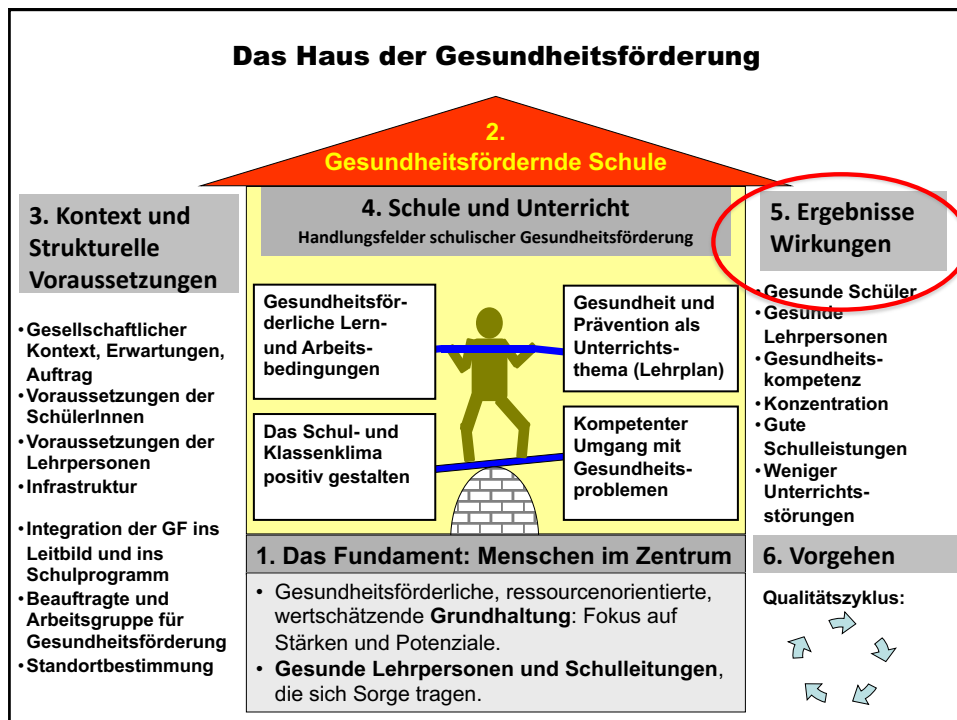 Das Haus der Gesundheitsförderung
2.
Gesundheitsfördernde Schule
3. Kontext und
Strukturelle
Voraussetzungen
•Gesellschaftlicher
Kontext, Erwartungen,
Auftrag
•Voraussetzungen der
SchülerInnen
•Voraussetzungen der
Lehrpersonen
•Infrastruktur
•Integration der GF ins
Leitbild und ins
Schulprogramm
•Beauftragte und
Arbeitsgruppe für
Gesundheitsförderung
•Standortbestimmung
4. Schule und Unterricht
Handlungsfelder schulischer Gesundheitsförderung
Gesundheitsför-
derliche Lern-
und Arbeits-
bedingungen
Gesundheit und
Prävention als
Unterrichts-
thema (Lehrplan)
Das Schul- und
Klassenklima
positiv gestalten
Kompetenter
Umgang mit
Gesundheits-
problemen
1. Das Fundament: Menschen im Zentrum
• Gesundheitsförderliche, ressourcenorientierte,
wertschätzende Grundhaltung: Fokus auf
Stärken und Potenziale.
• Gesunde Lehrpersonen und Schulleitungen,
die sich Sorge tragen.
5. Ergebnisse
Wirkungen
•Gesunde Schüler
•Gesunde
Lehrpersonen
•Gesundheits-
kompetenz
•Konzentration
•Gute
Schulleistungen
•Weniger
Unterrichts-
störungen
6. Vorgehen
Qualitätszyklus: